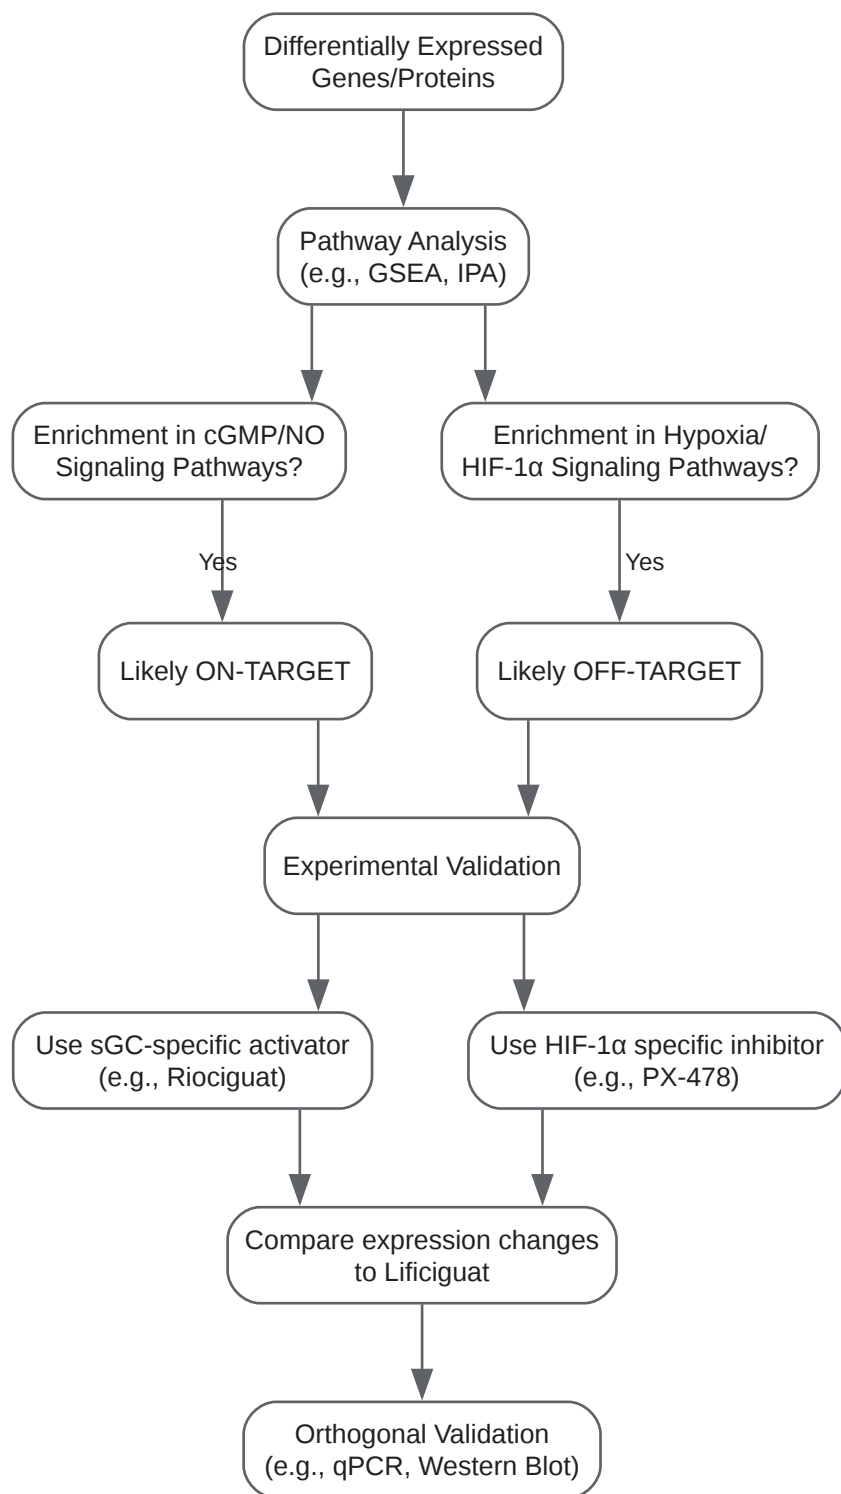 Differentially Expressed
Genes/Proteins
Pathway Analysis
(e.g., GSEA, IPA)
Enrichment in cGMP/NO
Signaling Pathways?
Enrichment in Hypoxia/
HIF-1α Signaling Pathways?
Yes
Yes
Likely ON-TARGET
Likely OFF-TARGET
Experimental Validation
Use sGC-specific activator
(e.g., Riociguat)
Use HIF-1α specific inhibitor
(e.g., PX-478)
Compare expression changes
to Lificiguat
Orthogonal Validation
(e.g., qPCR, Western Blot)